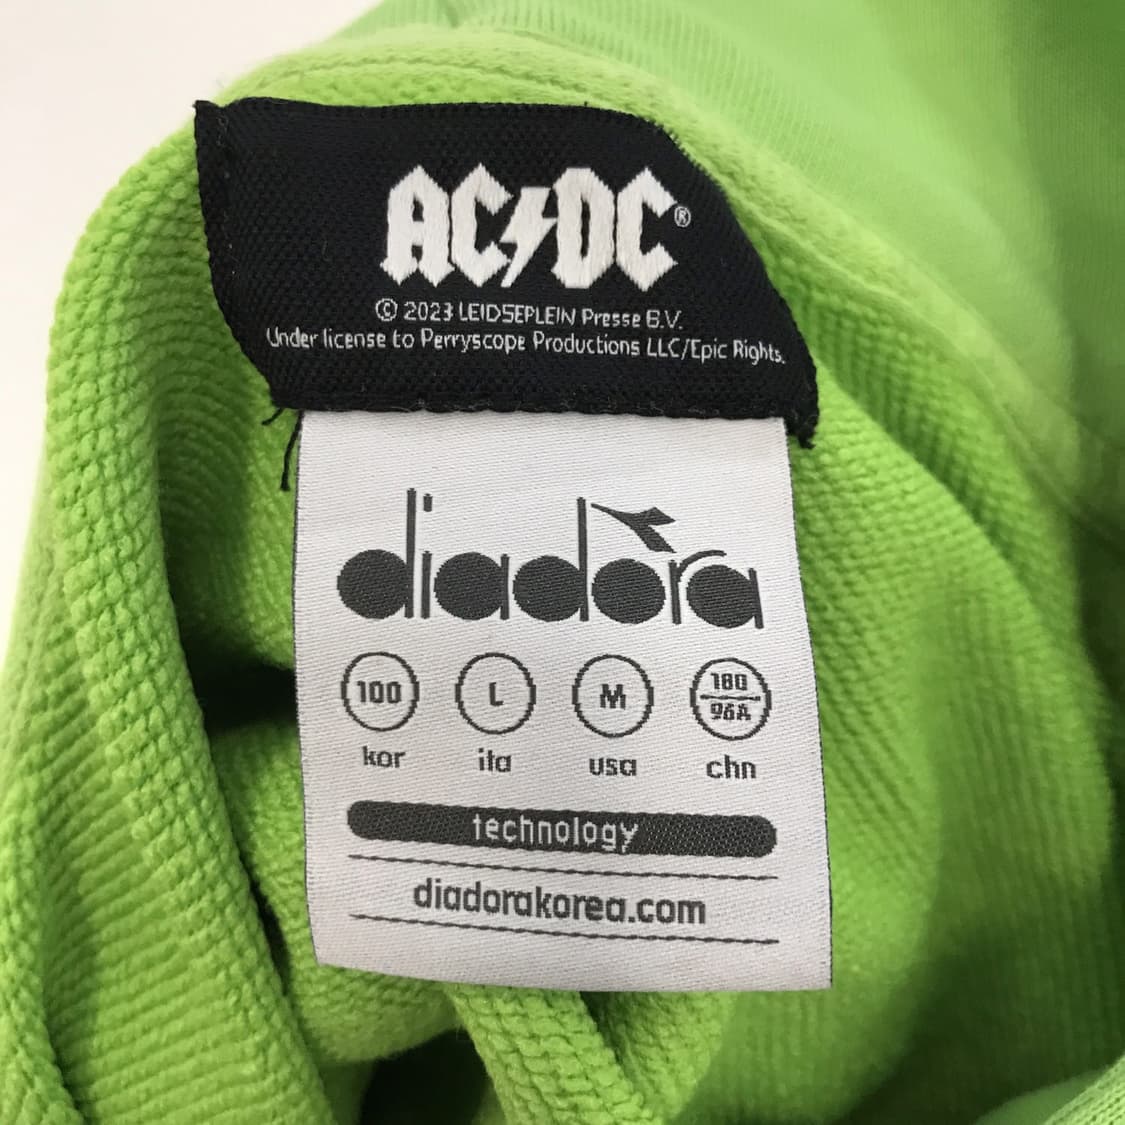 AC⚡DC®
© 2023 LEIDSEPLEIN Presse B.V.
Under license to Perryscope Productions LLC/Epic Rights.
diadora
100 L M 180/96A
kor ita usa chn
technology
diadorakorea.com